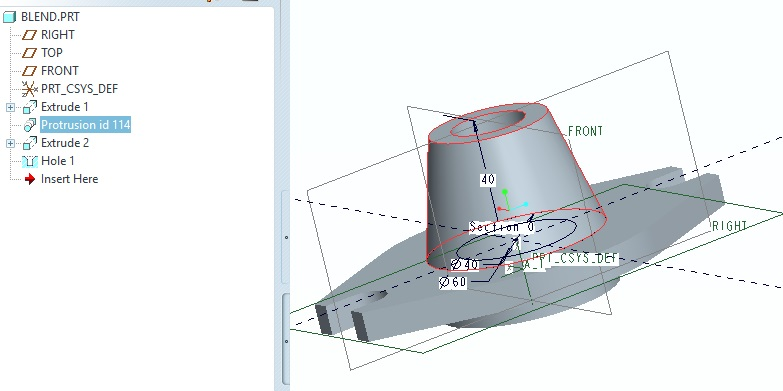 BLEND.PRT
RIGHT
TOP
FRONT
PRT_CSYS_DEF
Extrude 1
Protrusion id 114
Extrude 2
Hole 1
Insert Here
FRONT
40
RIGHT
Section 0
PRT_CSYS_DEF
A_1
Ø40
Ø60